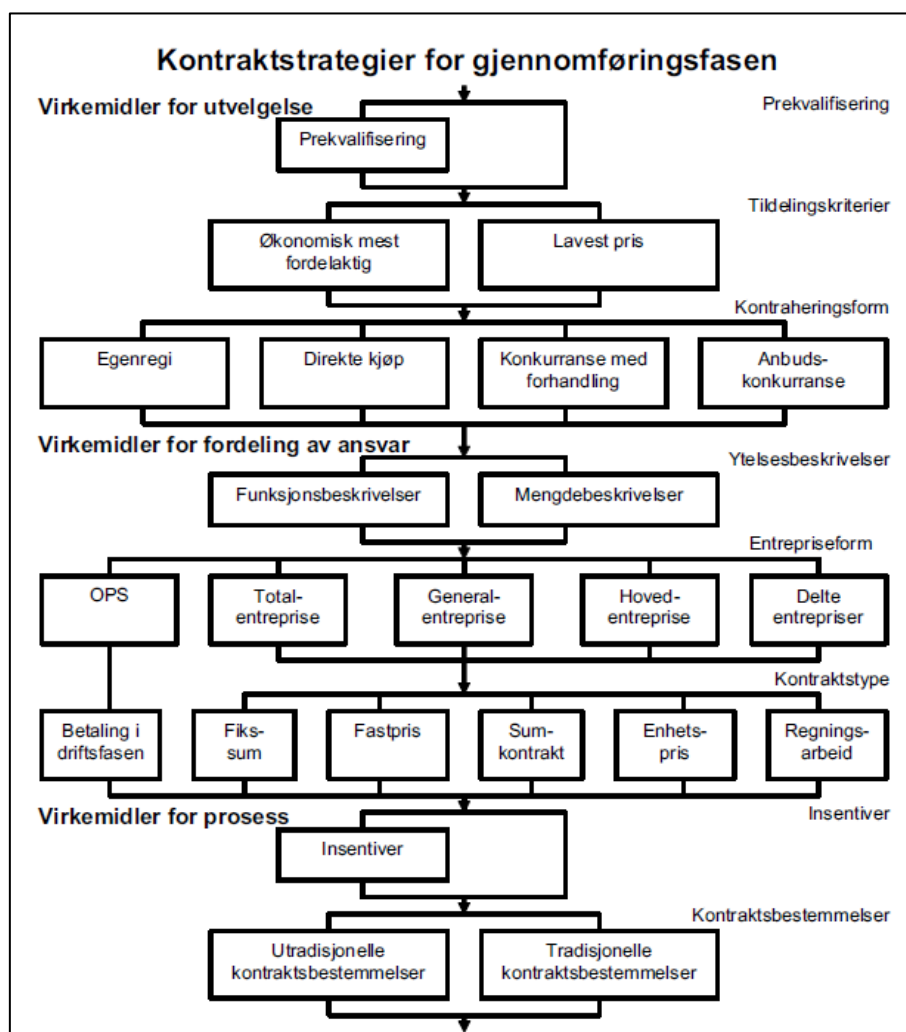 Kontraktstrategier for gjennomføringsfasen
Virkemidler for utvelgelse
Prekvalifisering
Prekvalifisering
Tildelingskriterier
Økonomisk mest
fordelaktig
Lavest pris
Kontraheringsform
Egenregi
Direkte kjøp
Konkurranse med
forhandling
Anbuds-
konkurranse
Virkemidler for fordeling av ansvar
Ytelsesbeskrivelser
Funksjonsbeskrivelser
Mengdebeskrivelser
Entrepriseform
OPS
Total-
entreprise
General-
entreprise
Hoved-
entreprise
Delte
entrepriser
Kontraktstype
Betaling i
driftsfasen
Fiks-
sum
Fastpris
Sum-
kontrakt
Enhets-
pris
Regnings-
arbeid
Virkemidler for prosess
Insentiver
Insentiver
Kontraktsbestemmelser
Utradisjonelle
kontraktsbestemmelser
Tradisjonelle
kontraktsbestemmelser